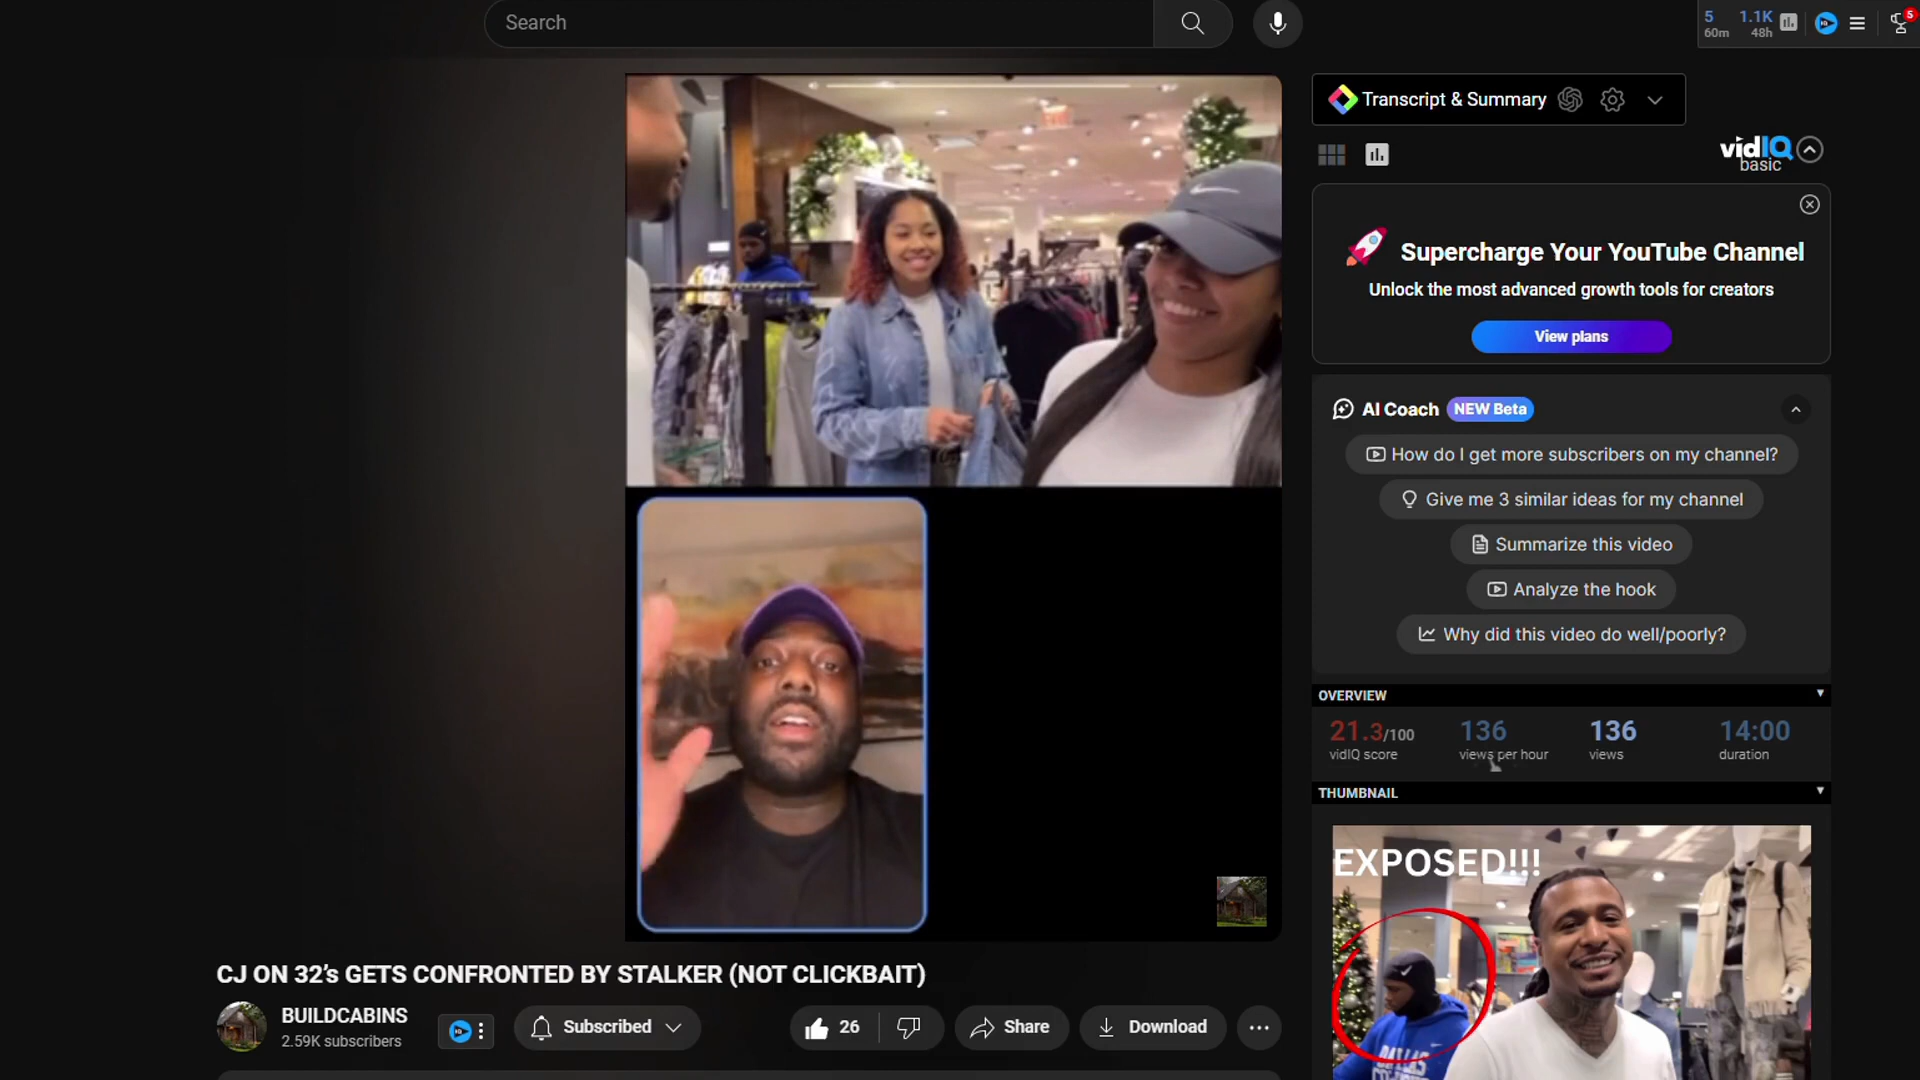 Search
5
60m
1.1K
48h
5
Transcript & Summary
vidIQ
basic
Supercharge Your YouTube Channel
Unlock the most advanced growth tools for creators
View plans
AI Coach NEW Beta
How do I get more subscribers on my channel?
Give me 3 similar ideas for my channel
Summarize this video
Analyze the hook
Why did this video do well/poorly?
OVERVIEW
21.3/100
vidIQ score
136
views per hour
136
views
14:00
duration
THUMBNAIL
EXPOSED!!!
DALLAS
CJ ON 32’s GETS CONFRONTED BY STALKER (NOT CLICKBAIT)
BUILDCABINS
2.59K subscribers
Subscribed
26
Share
Download